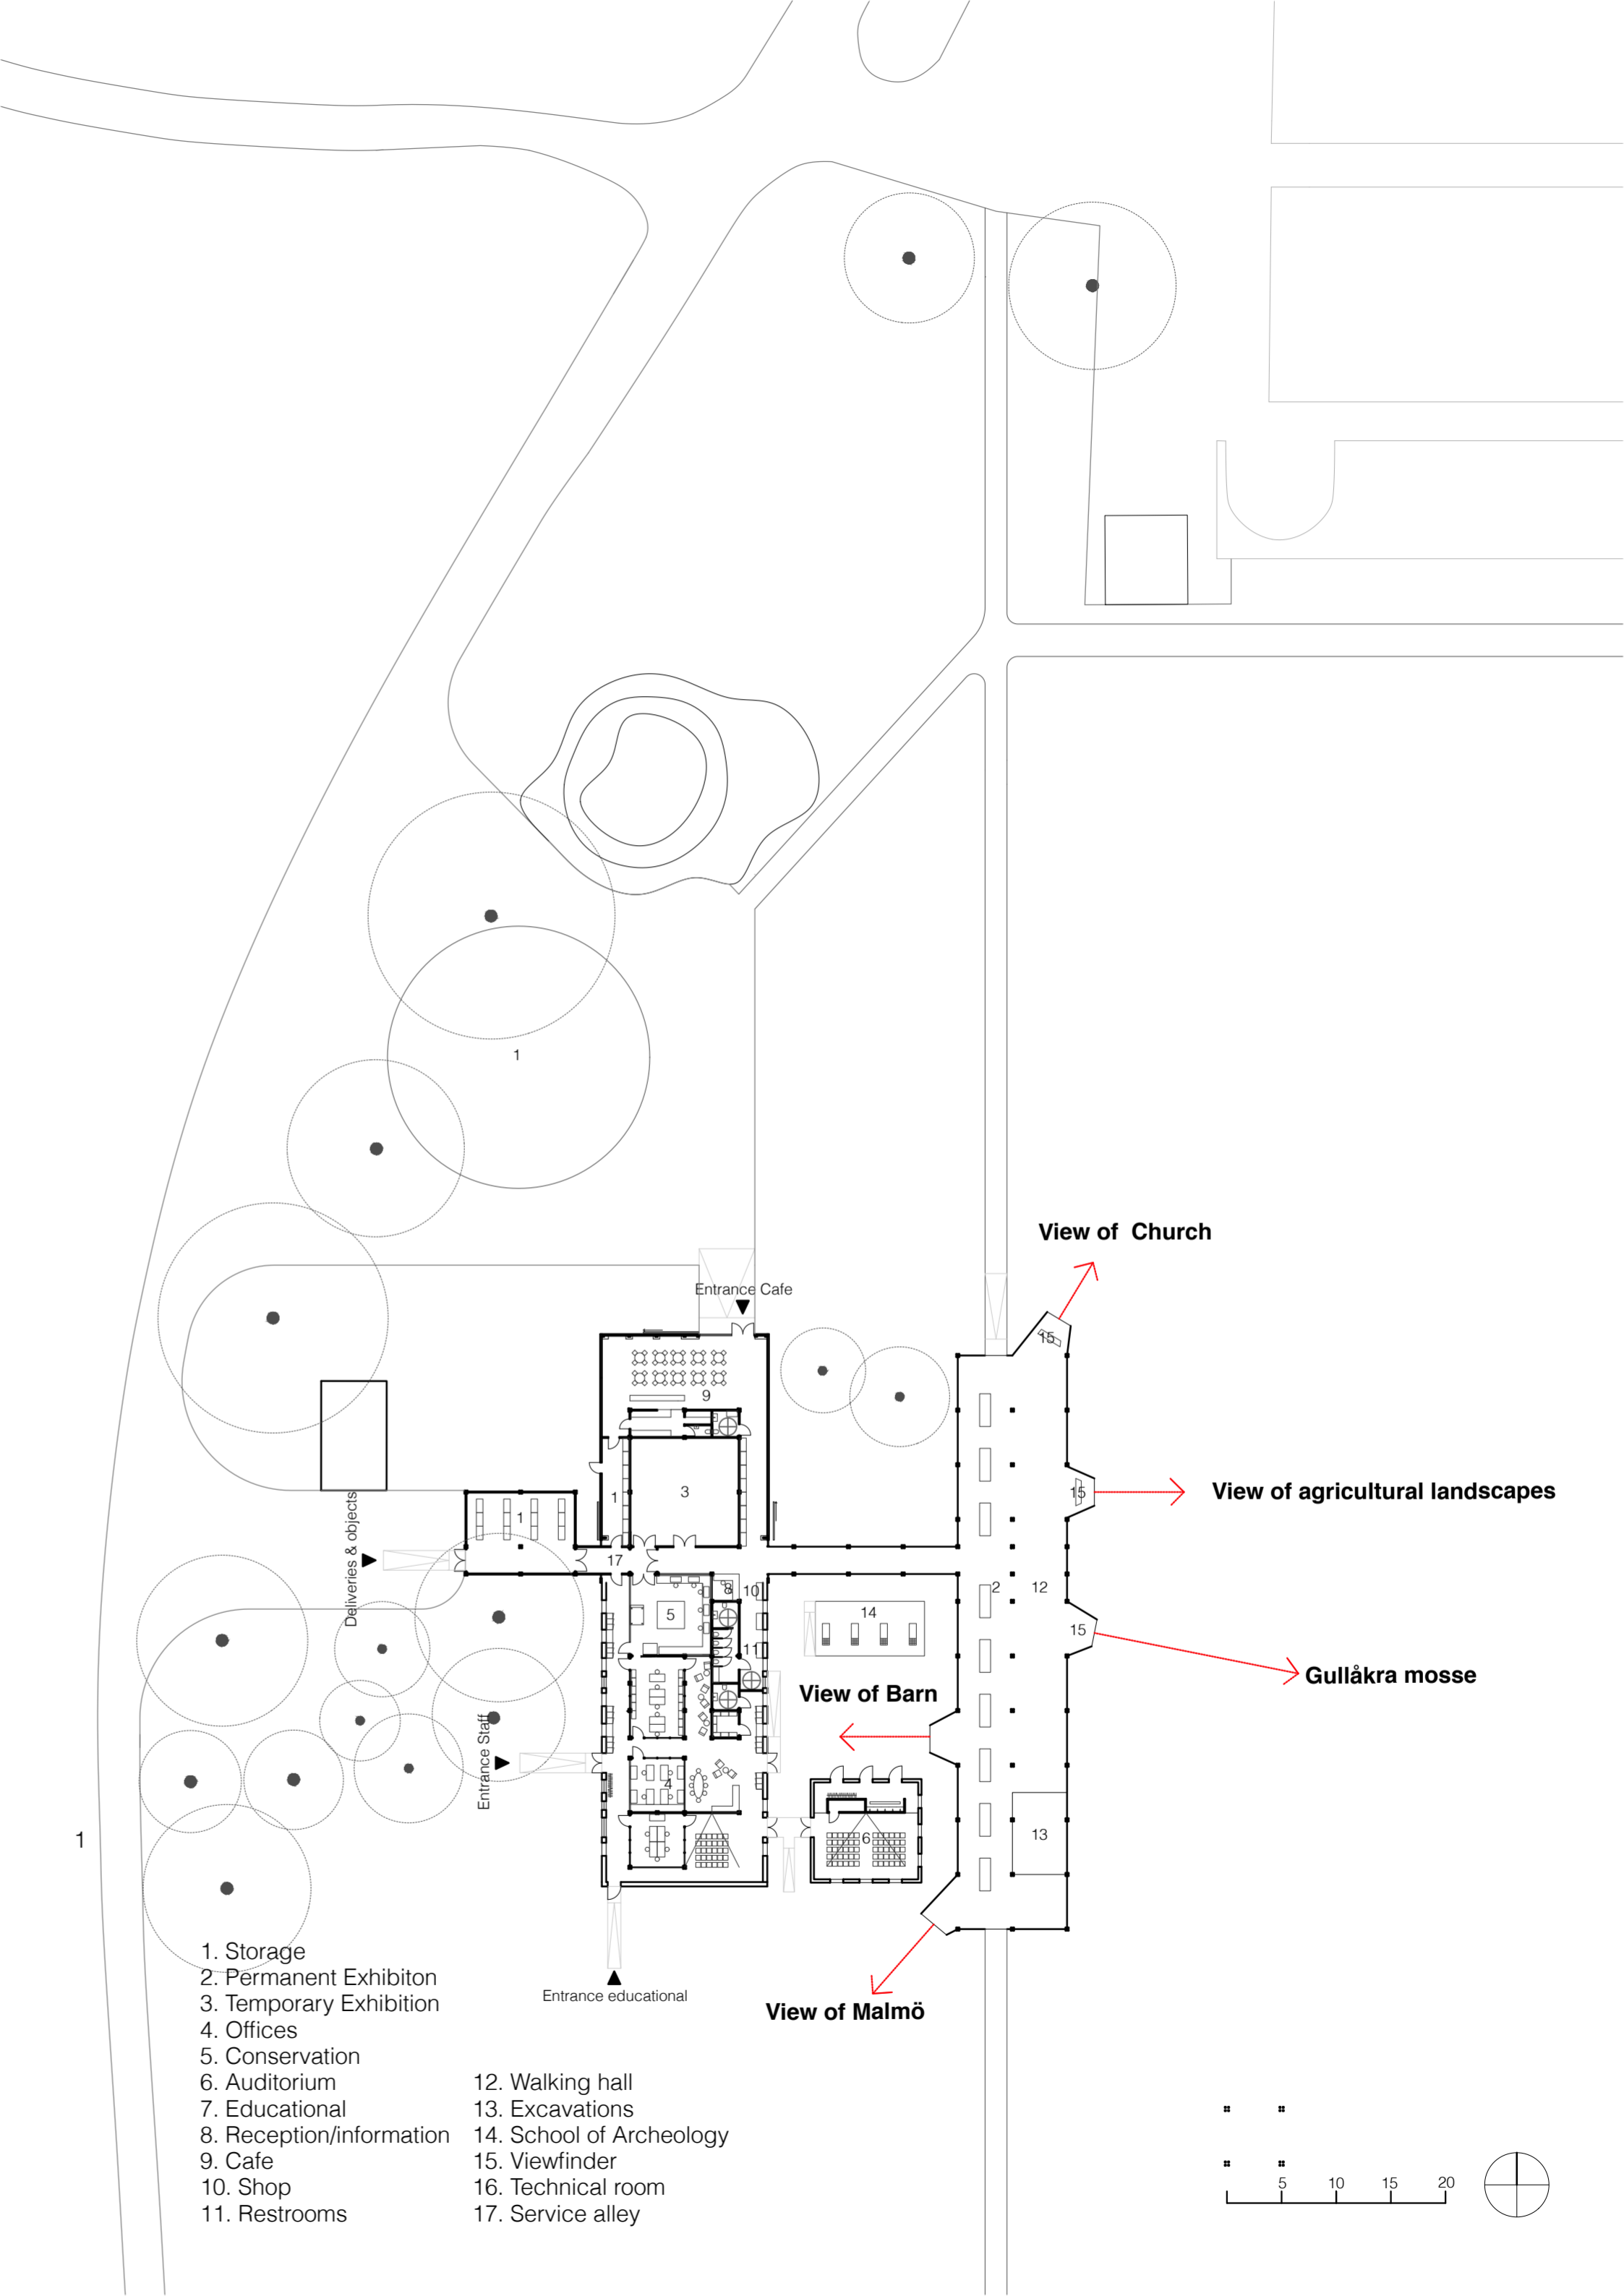 1
View of  Church
Entrance Cafe
15
9
View of agricultural landscapes
15
1
3
1
Deliveries & objects
17
8
10
2
12
5
14
15
11
Gullåkra mosse
View of Barn
Entrance Staff
4
6
13
1
Entrance educational
View of Malmö
1. Storage
2. Permanent Exhibiton
3. Temporary Exhibition
4. Offices
5. Conservation
6. Auditorium
7. Educational
8. Reception/information
9. Cafe
10. Shop
11. Restrooms
12. Walking hall
13. Excavations
14. School of Archeology
15. Viewfinder
16. Technical room
17. Service alley
5 10 15 20